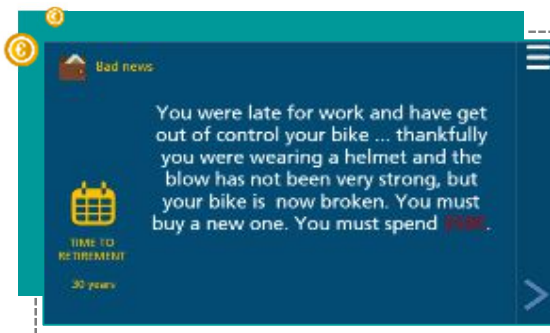 Bad news
You were late for work and have get
out of control your bike ... thankfully
you were wearing a helmet and the
blow has not been very strong, but
your bike is now broken. You must
buy a new one. You must spend .
TIME TO
RETIREMENT
30 years